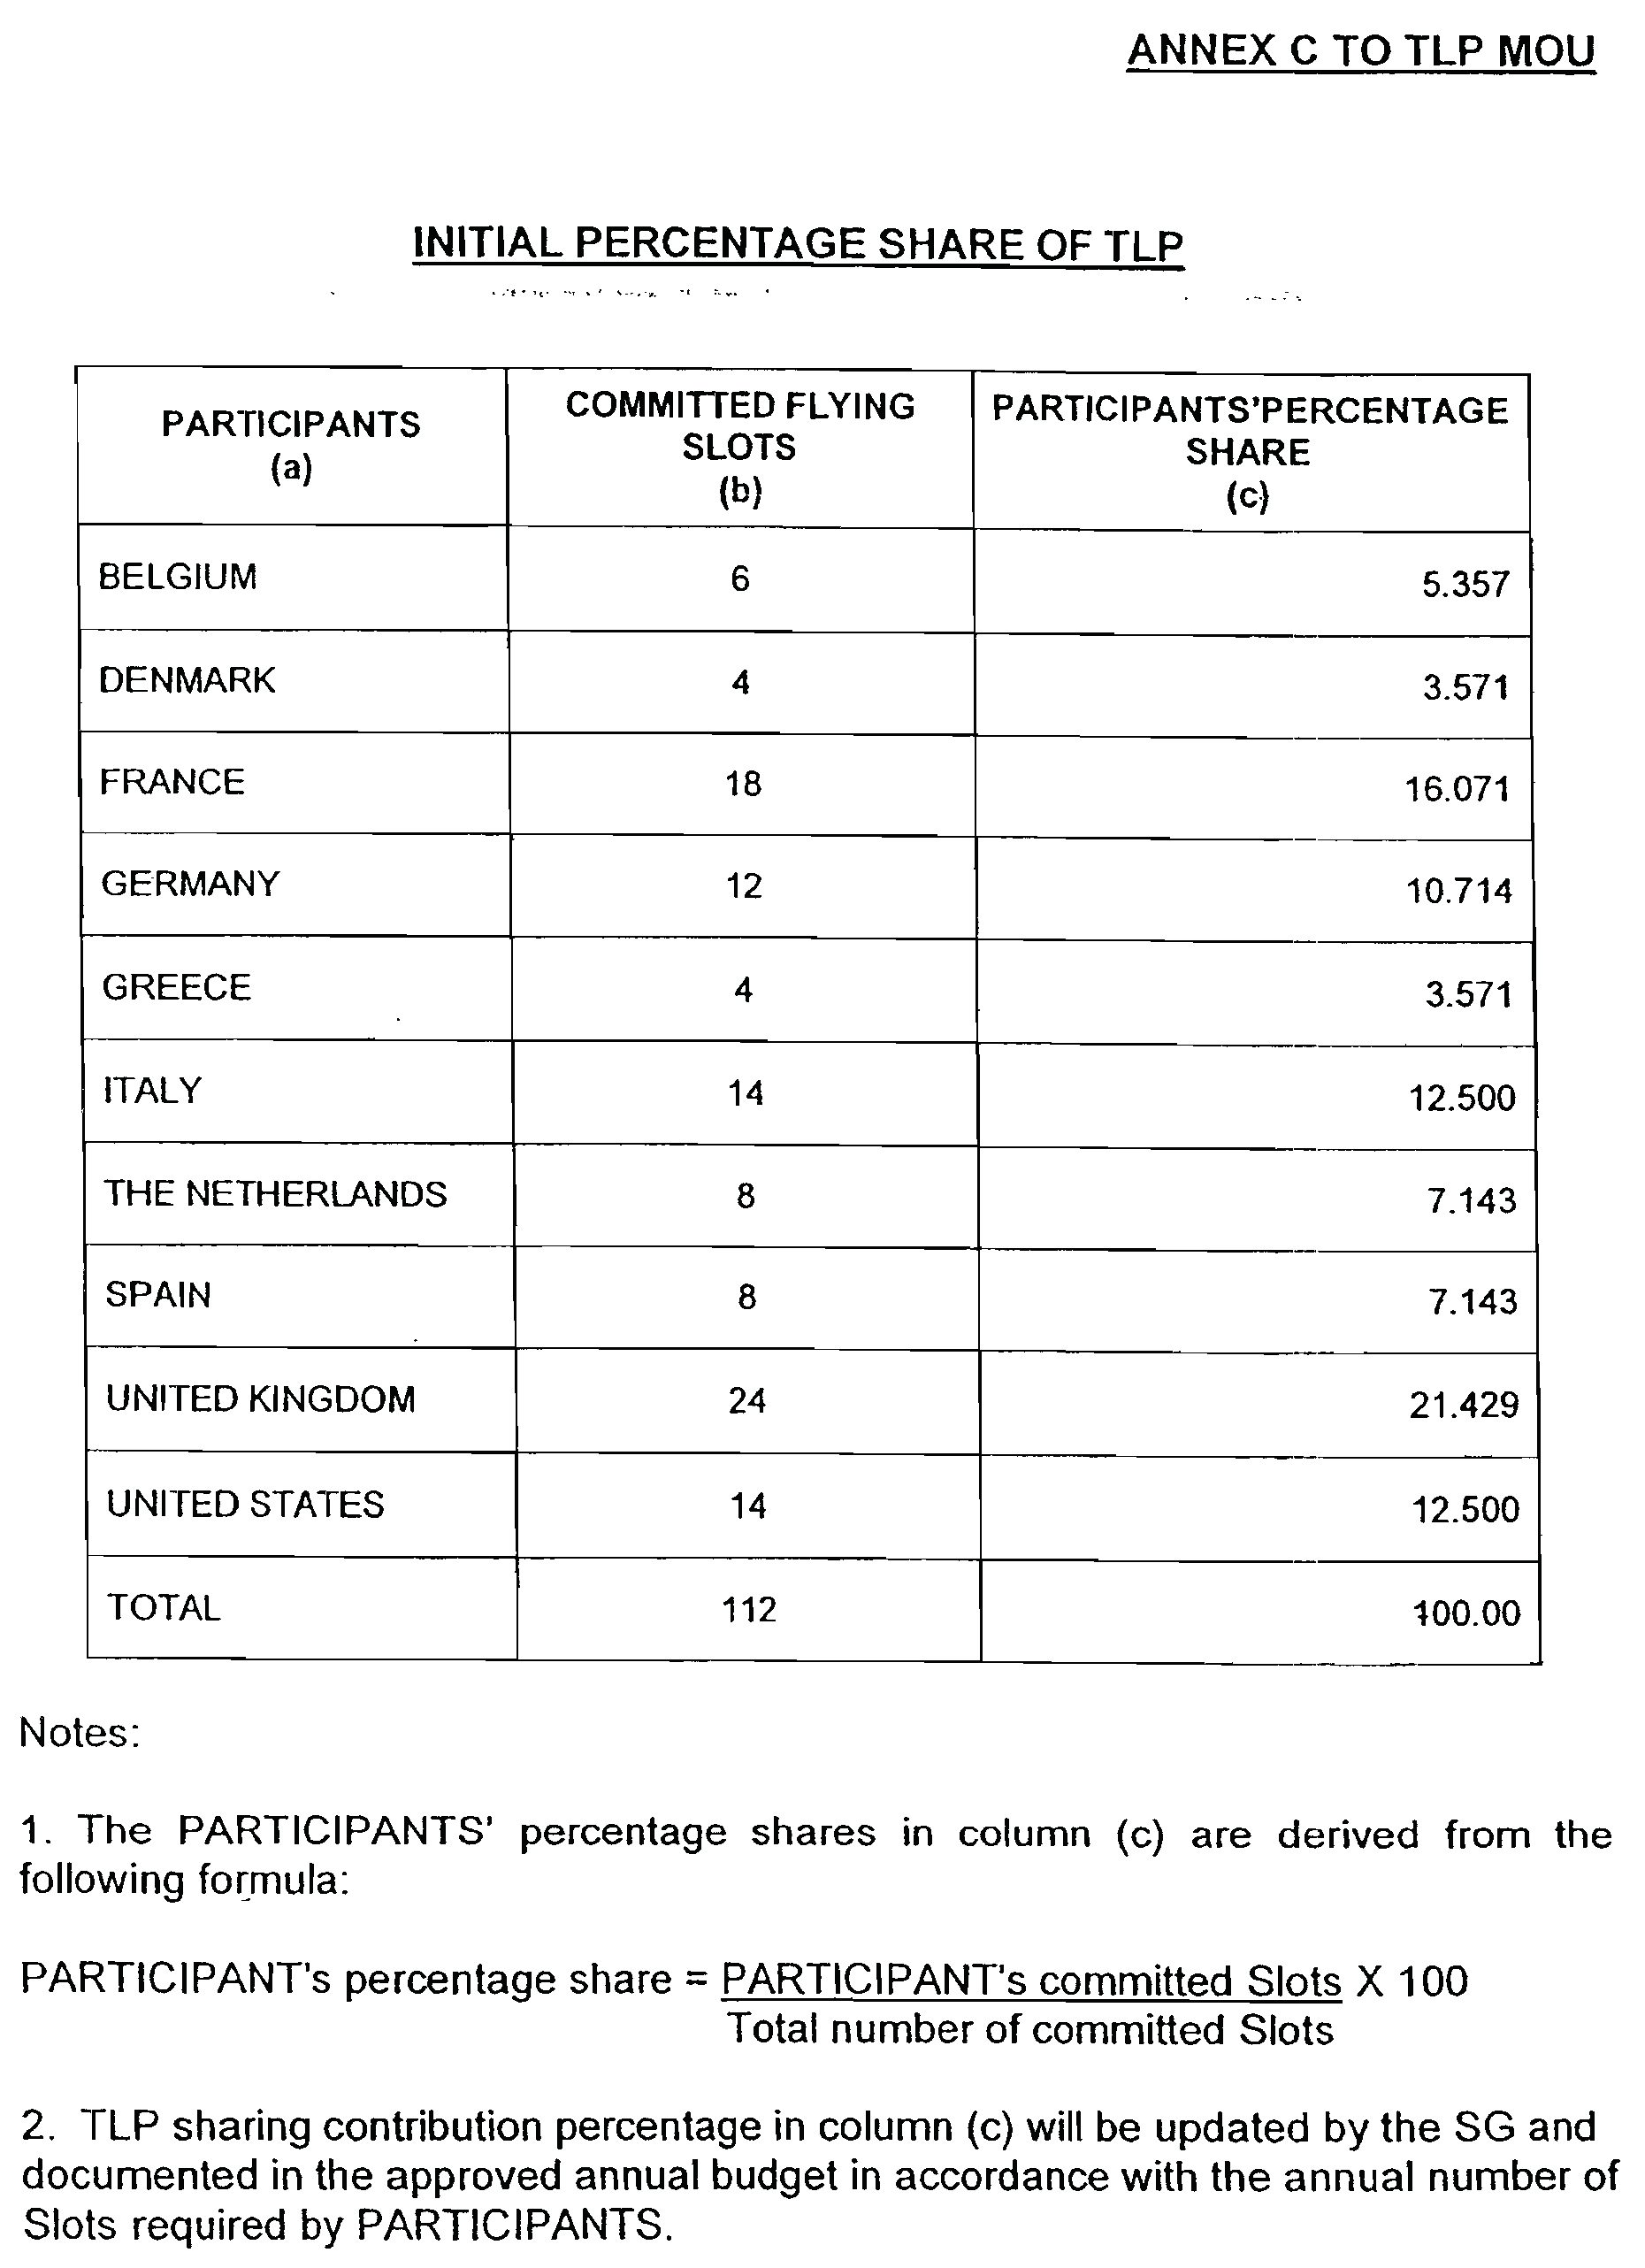 ANNEX C TO TLP MOU
INITIAL PERCENTAGE SHARE OF TLP
PARTICIPANTS
(a)
COMMITTED FLYING
SLOTS
(b)
PARTICIPANTS'PERCENTAGE
SHARE
(c)
BELGIUM 6 5.357
DENMARK 4 3.571
FRANCE 18 16.071
GERMANY 12 10.714
GREECE 4 3.571
ITALY 14 12.500
THE NETHERLANDS 8 7.143
SPAIN 8 7.143
UNITED KINGDOM 24 21.429
UNITED STATES 14 12.500
TOTAL 112 100.00
Notes:
1. The PARTICIPANTS' percentage shares in column (c) are derived from the
following formula:
PARTICIPANT's percentage share = PARTICIPANT's committed Slots X 100
Total number of committed Slots
2. TLP sharing contribution percentage in column (c) will be updated by the SG and
documented in the approved annual budget in accordance with the annual number of
Slots required by PARTICIPANTS.